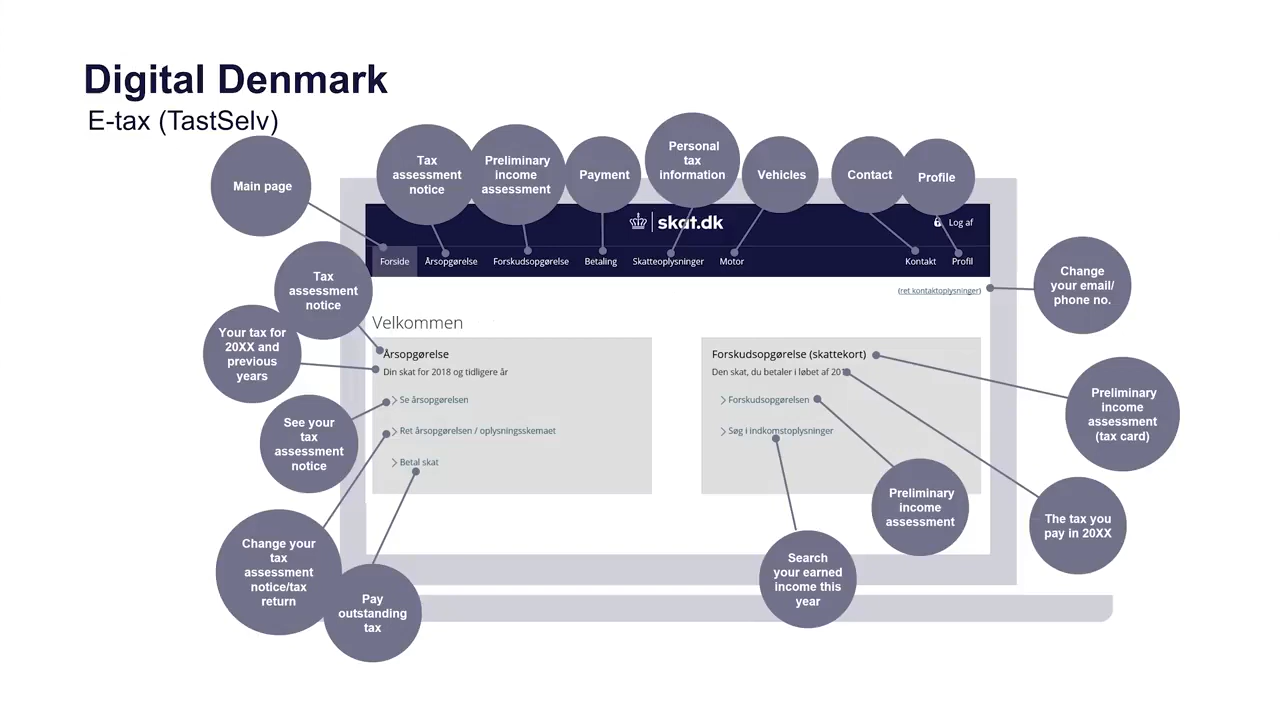 Digital Denmark
E-tax (TastSelv)
Main page
Tax
assessment
notice
Preliminary
income
assessment
Payment
Personal
tax
information
Vehicles
Contact
Profile
skat.dk
Log af
Forside
Årsopgørelse
Forskudsopgørelse
Betaling
Skatteoplysninger
Motor
Kontakt
Profil
(ret kontaktoplysninger)
Change
your email/
phone no.
Tax
assessment
notice
Velkommen
Your tax for
20XX and
previous
years
Årsopgørelse
Din skat for 2018 og tidligere år
Se årsopgørelsen
Ret årsopgørelsen / oplysningsskemaet
Betal skat
Forskudsopgørelse (skattekort)
Den skat, du betaler i løbet af
Forskudsopgørelsen
Søg i indkomstoplysninger
Preliminary
income
assessment
(tax card)
See your
tax
assessment
notice
Preliminary
income
assessment
The tax you
pay in 20XX
Change your
tax
assessment
notice/tax
return
Pay
outstanding
tax
Search
your earned
income this
year